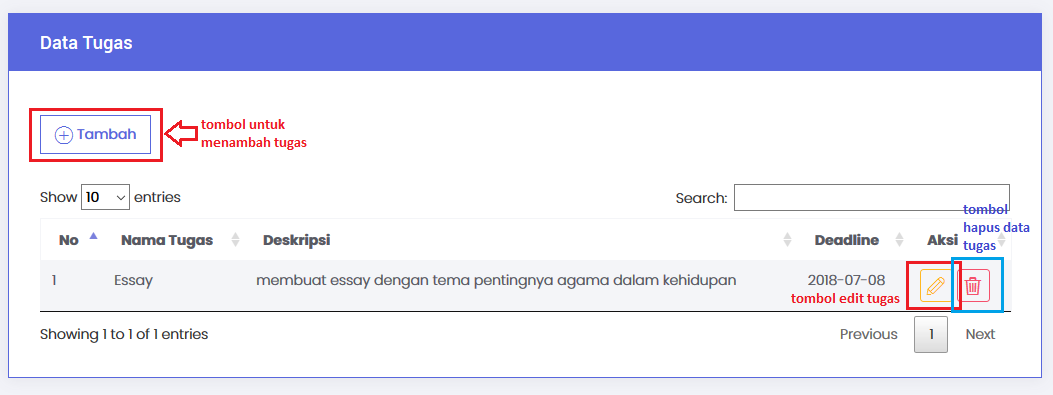 Data Tugas
Tambah
tombol untuk
menambah tugas
Show 10 entries
Search:
tombol
hapus data
tugas
No Nama Tugas Deskripsi Deadline Aksi
1 Essay membuat essay dengan tema pentingnya agama dalam kehidupan 2018-07-08
tombol edit tugas
Showing 1 to 1 of 1 entries
Previous 1 Next